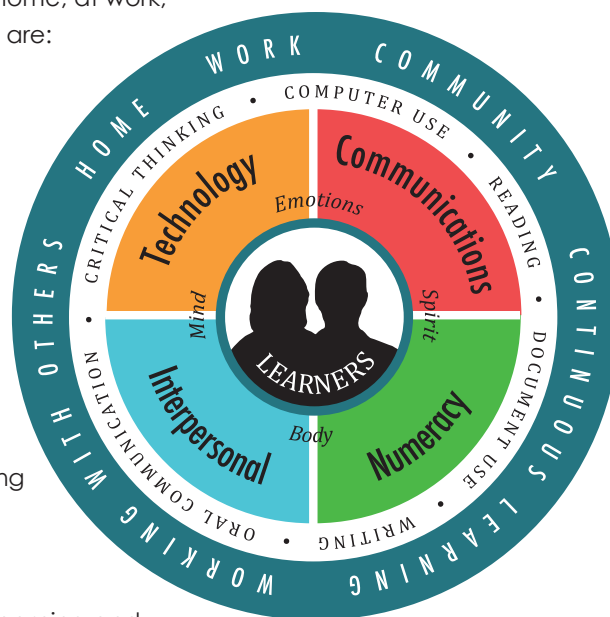 home, at work,
are:
HOME WORK COMMUNITY
CONTINUOUS LEARNING
WORKING WITH OTHERS
CRITICAL THINKING • COMPUTER USE • READING • DOCUMENT USE • WRITING • ORAL COMMUNICATION •
Technology
Communications
Interpersonal
Numeracy
Emotions
Mind
Spirit
Body
LEARNERS